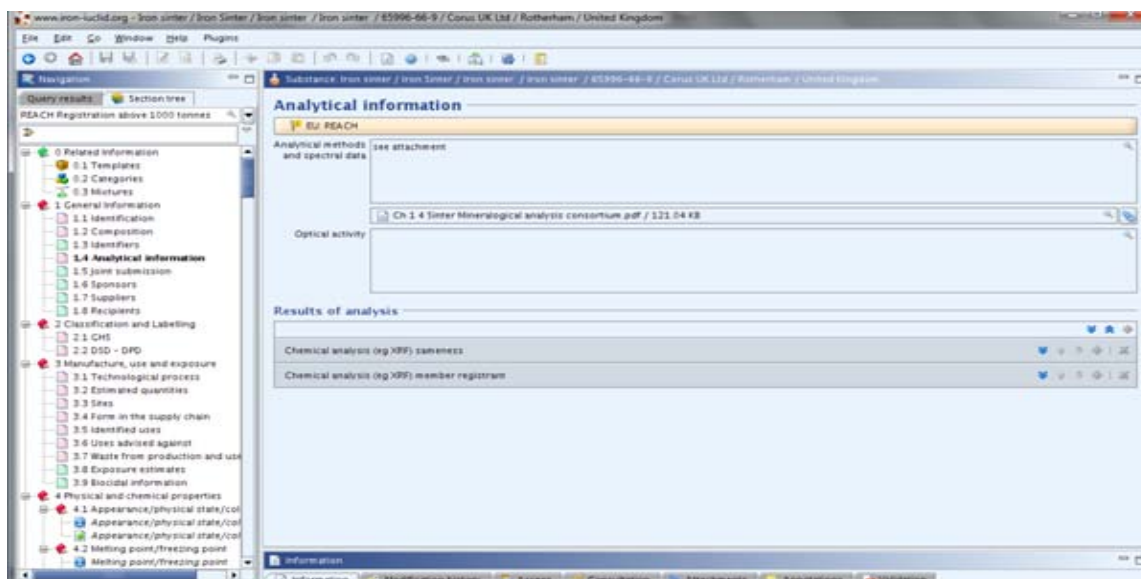 www.iron-iuclid.org - Iron sinter / Iron Sinter / Iron sinter / Iron sinter / 65996-66-9 / Corus UK Ltd / Rotherham / United Kingdom
File Edit Go Window Help Plugins
Navigation
Query results Section tree
REACH Registration above 1000 tonnes
0 Related Information
0.1 Templates
0.2 Categories
0.3 Mixtures
1 General Information
1.1 Identification
1.2 Composition
1.3 Identifiers
1.4 Analytical information
1.5 Joint submission
1.6 Sponsors
1.7 Suppliers
1.8 Recipients
2 Classification and Labelling
2.1 GHS
2.2 DSD - DPD
3 Manufacture, use and exposure
3.1 Technological process
3.2 Estimated quantities
3.3 Sites
3.4 Form in the supply chain
3.5 Identified uses
3.6 Uses advised against
3.7 Waste from production and use
3.8 Exposure estimates
3.9 Biocidal information
4 Physical and chemical properties
4.1 Appearance/physical state/col
Appearance/physical state/col
Appearance/physical state/col
4.2 Melting point/freezing point
Melting point/freezing point
Substance: Iron sinter / Iron Sinter / Iron sinter / Iron sinter / 65996-66-9 / Corus UK Ltd / Rotherham / United Kingdom
Analytical information
EU: REACH
Analytical methods and spectral data
see attachment
Ch 1 4 Sinter Mineralogical analysis consortium.pdf / 121.04 KB
Optical activity
Results of analysis
Chemical analysis (eg XRF) sameness
Chemical analysis (eg XRF) member registrant
Information
Information Modification history Access Consultation Attachments Annotations Validation